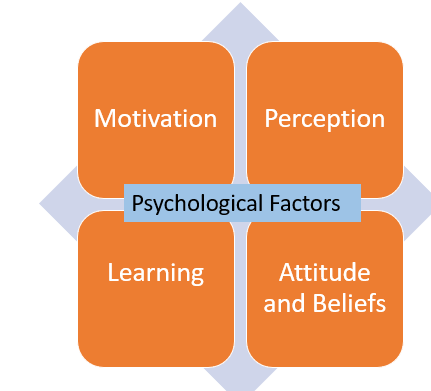 Motivation
Perception
Psychological Factors
Learning
Attitude
and Beliefs